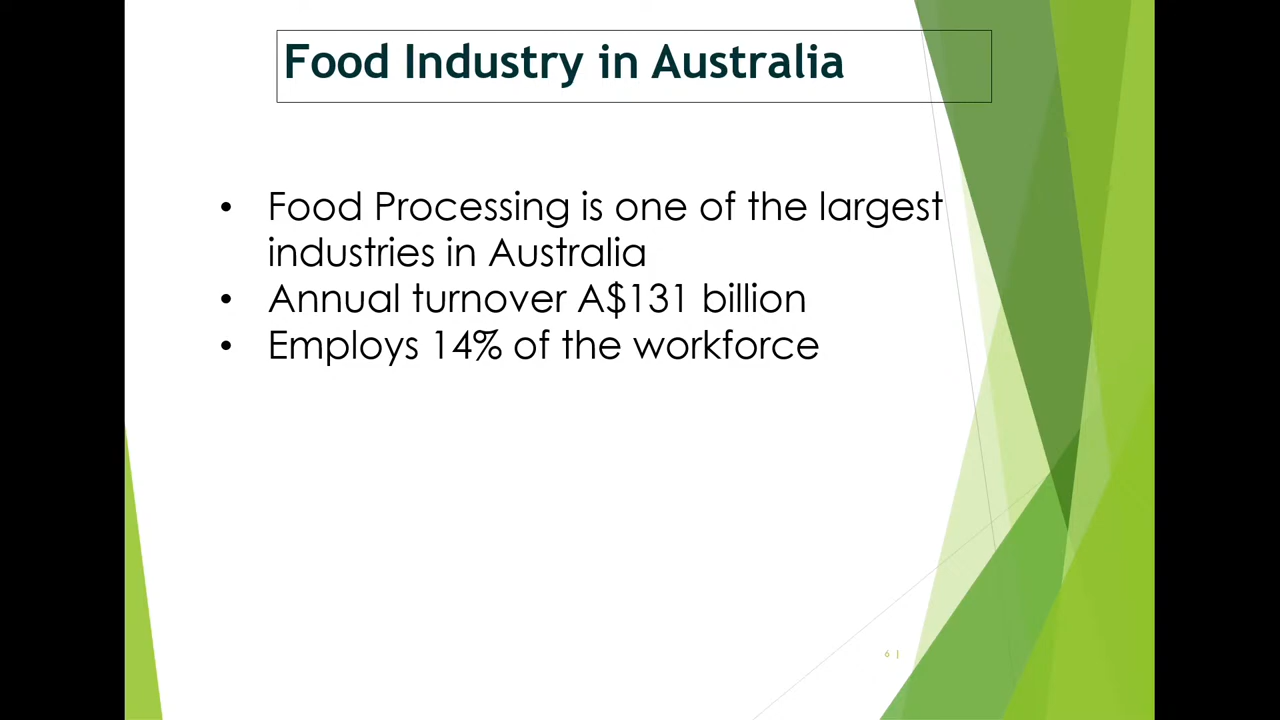 Food Industry in Australia
• Food Processing is one of the largest
industries in Australia
• Annual turnover A$131 billion
• Employs 14% of the workforce
6 |